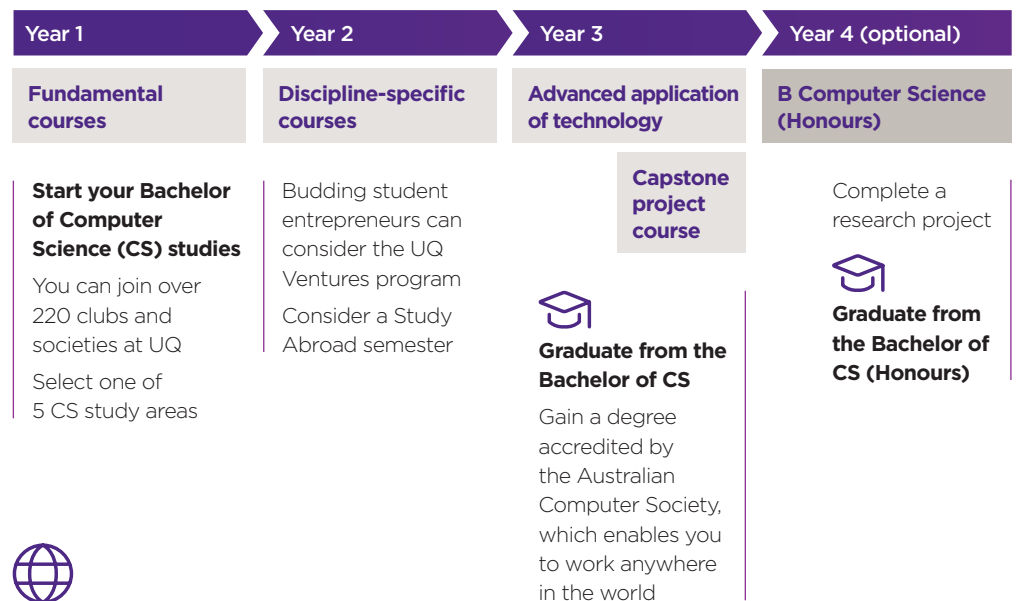 Year 1
Year 2
Year 3
Year 4 (optional)
Fundamental
courses
Discipline-specific
courses
Advanced application
of technology
B Computer Science
(Honours)
Capstone
project
course
Start your Bachelor
of Computer
Science (CS) studies
You can join over
220 clubs and
societies at UQ
Select one of
5 CS study areas
Budding student
entrepreneurs can
consider the UQ
Ventures program
Consider a Study
Abroad semester
Graduate from the
Bachelor of CS
Gain a degree
accredited by
the Australian
Computer Society,
which enables you
to work anywhere
in the world
Complete a
research project
Graduate from
the Bachelor of
CS (Honours)